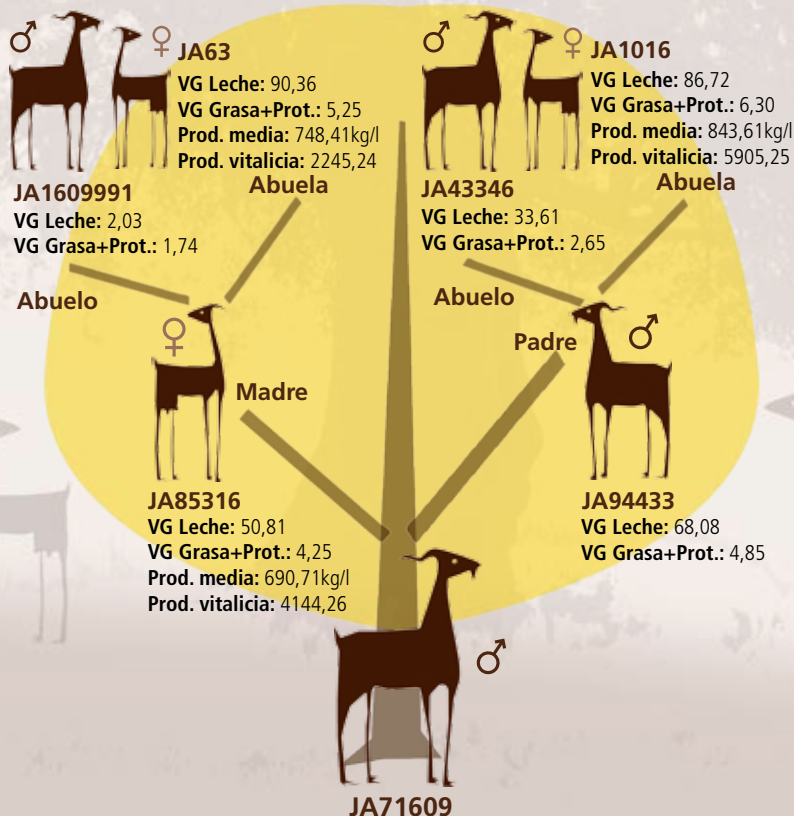 JA63
VG Leche: 90,36
VG Grasa+Prot.: 5,25
Prod. media: 748,41kg/l
Prod. vitalicia: 2245,24
Abuela
JA1609991
VG Leche: 2,03
VG Grasa+Prot.: 1,74
Abuelo
JA1016
VG Leche: 86,72
VG Grasa+Prot.: 6,30
Prod. media: 843,61kg/l
Prod. vitalicia: 5905,25
Abuela
JA43346
VG Leche: 33,61
VG Grasa+Prot.: 2,65
Abuelo
Padre
Madre
JA85316
VG Leche: 50,81
VG Grasa+Prot.: 4,25
Prod. media: 690,71kg/l
Prod. vitalicia: 4144,26
JA94433
VG Leche: 68,08
VG Grasa+Prot.: 4,85
JA71609